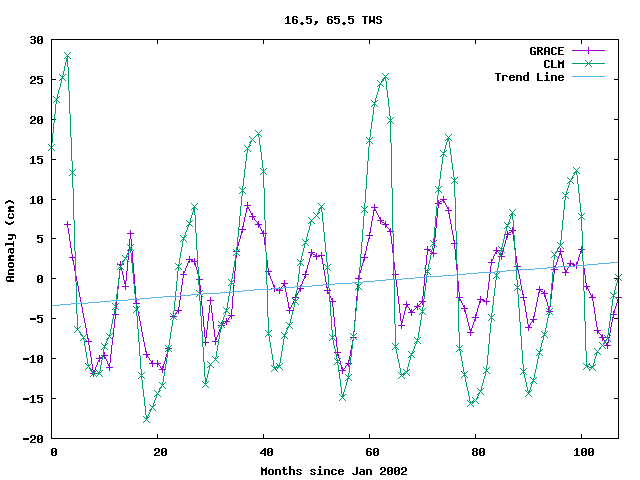 16.5, 65.5 TWS
GRACE
CLM
Trend Line
30
25
20
15
10
5
0
-5
-10
-15
-20
Anomaly (cm)
0 20 40 60 80 100
Months since Jan 2002